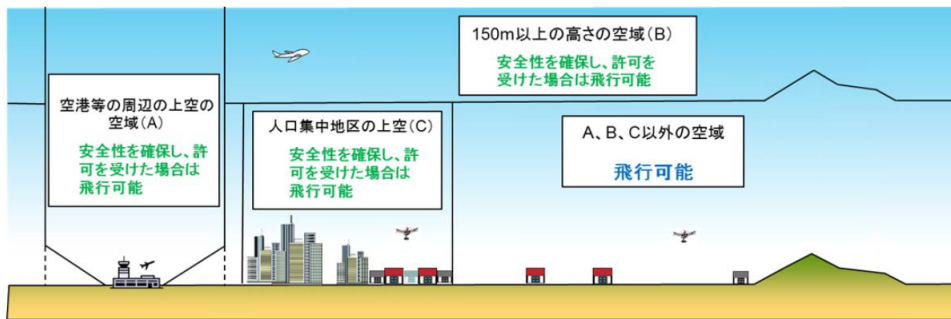 150m以上の高さの空域(B)
安全性を確保し、許可を
受けた場合は飛行可能
空港等の周辺の上空の
空域(A)
安全性を確保し、許
可を受けた場合は
飛行可能
人口集中地区の上空(C)
安全性を確保し、許
可を受けた場合は
飛行可能
A、B、C以外の空域
飛行可能